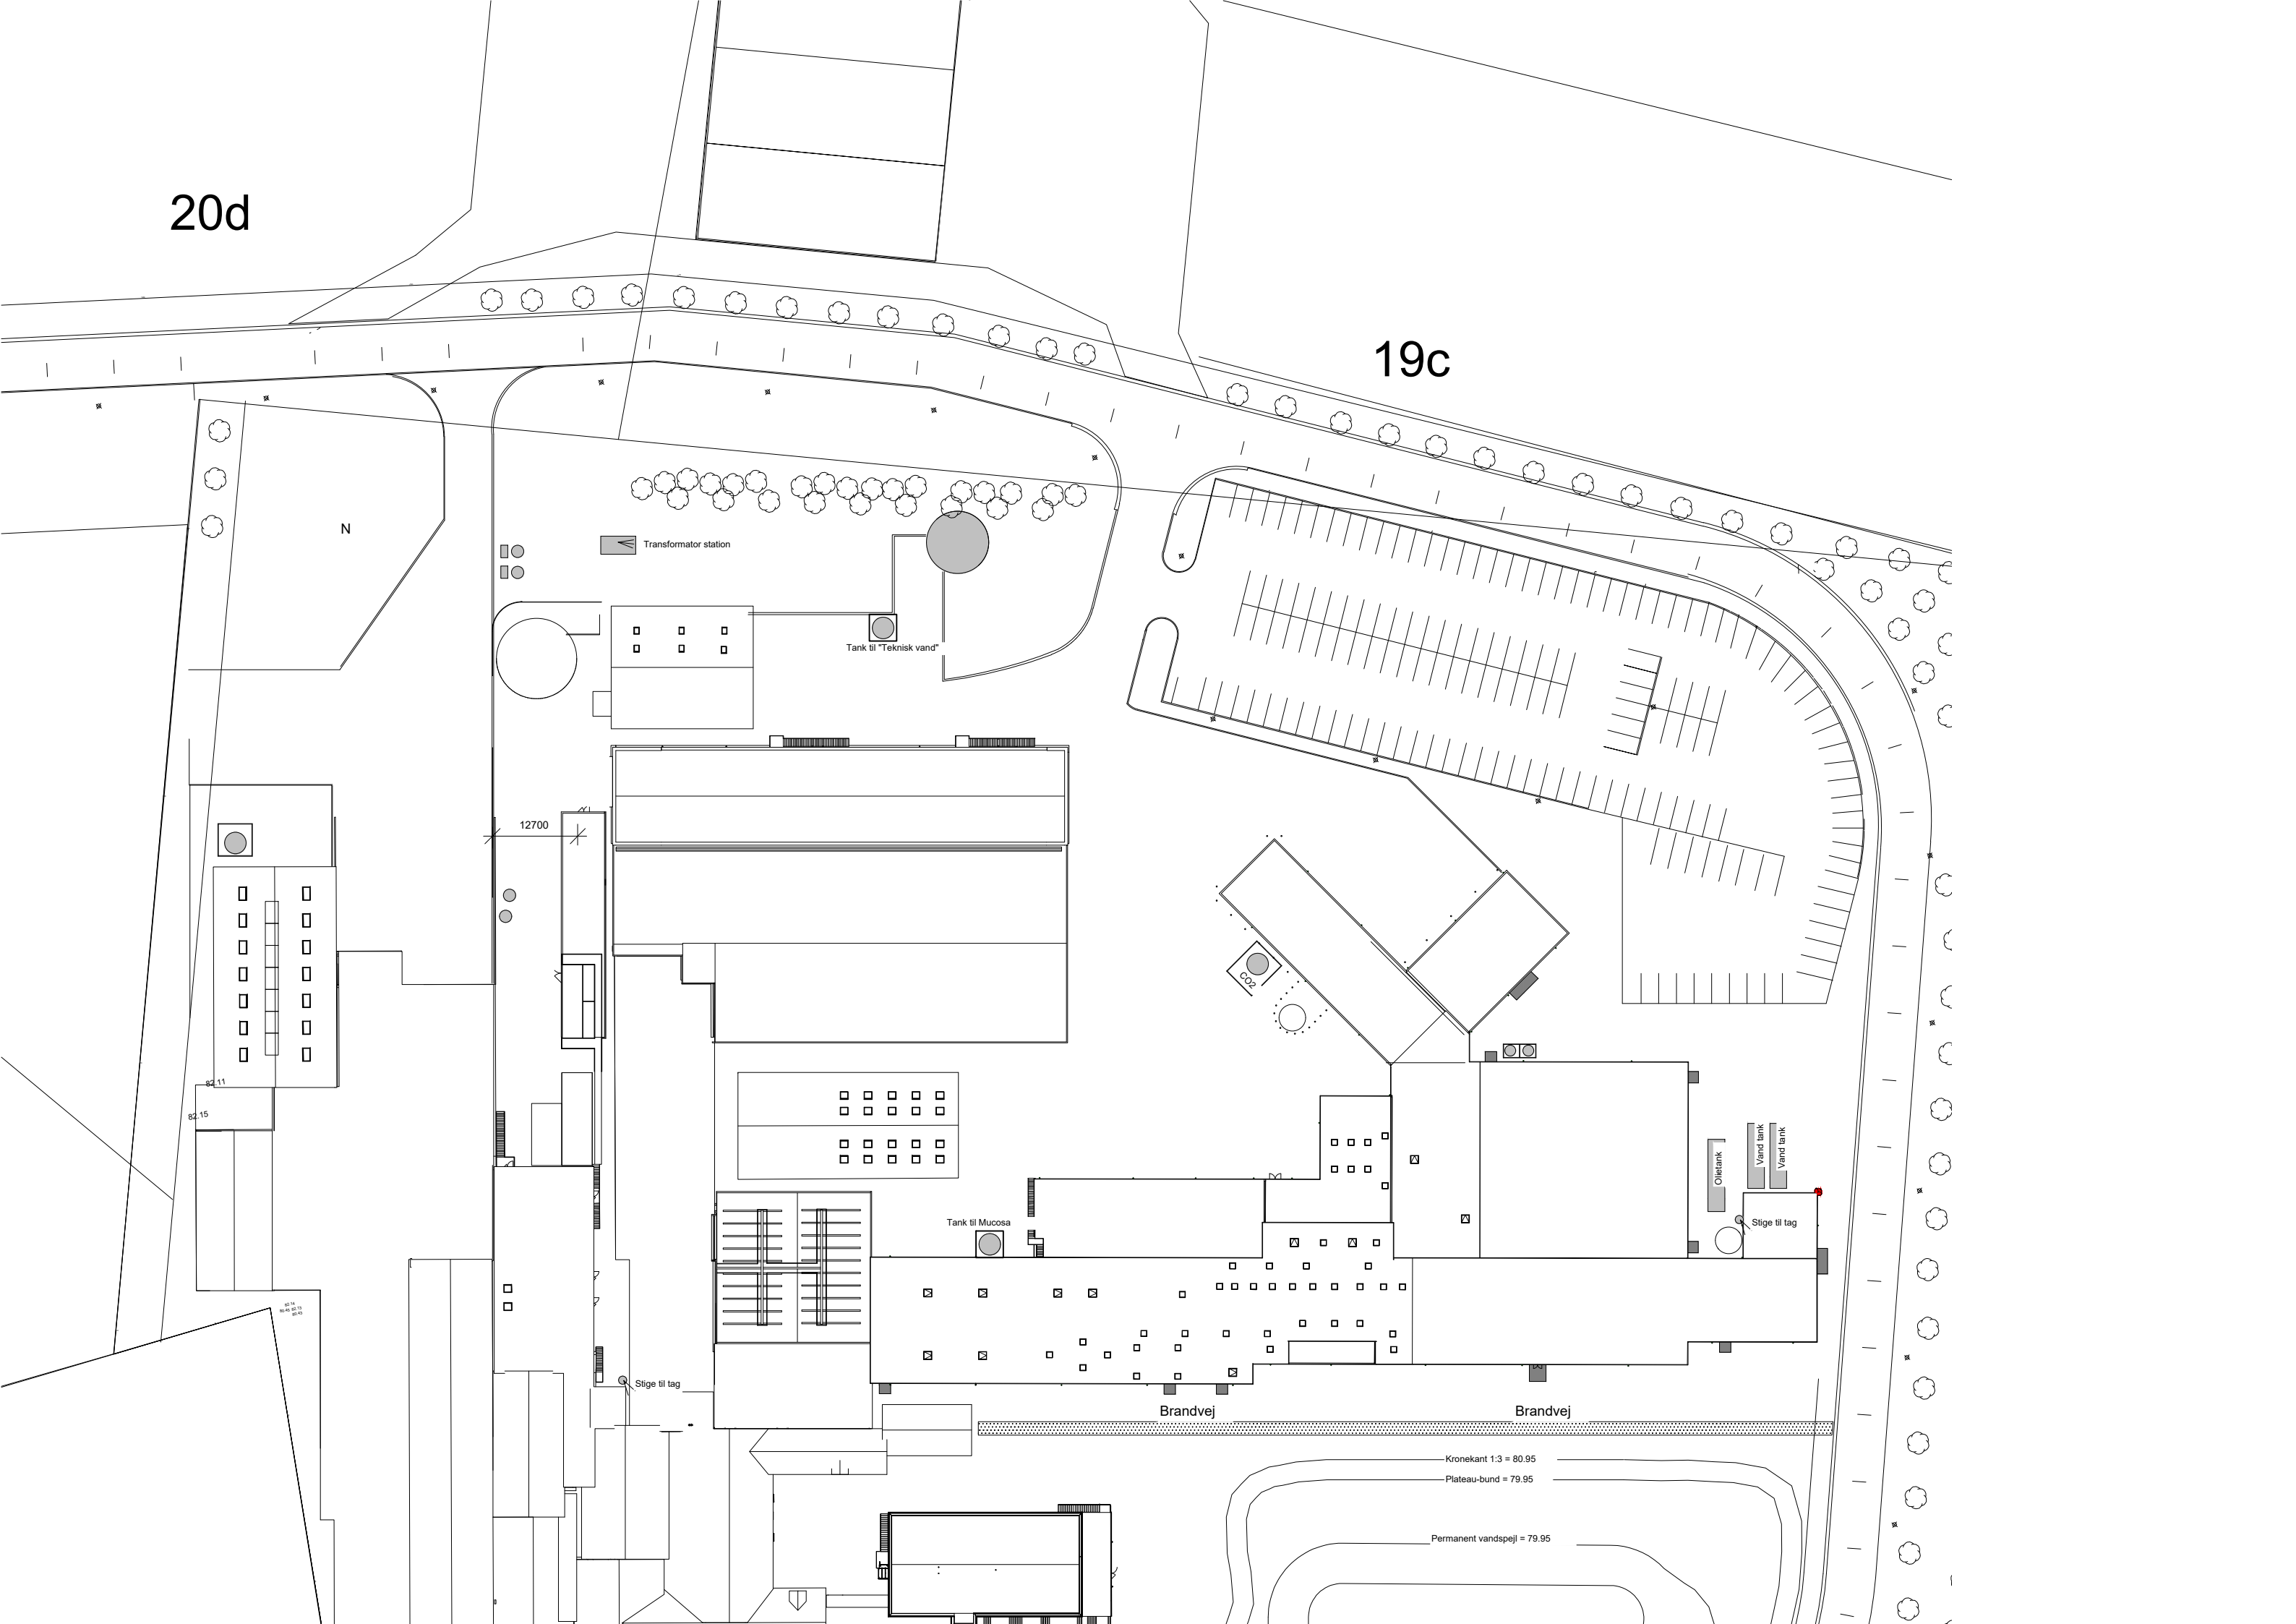 20d
19c
N
Transformator station
Tank til "Teknisk vand"
12700
CO2
82.11
82.15
Olietank
Vand tank
Vand tank
Tank til Mucosa
Stige til tag
Stige til tag
Brandvej
Brandvej
Kronekant 1:3 = 80.95
Plateau-bund = 79.95
Permanent vandspejl = 79.95